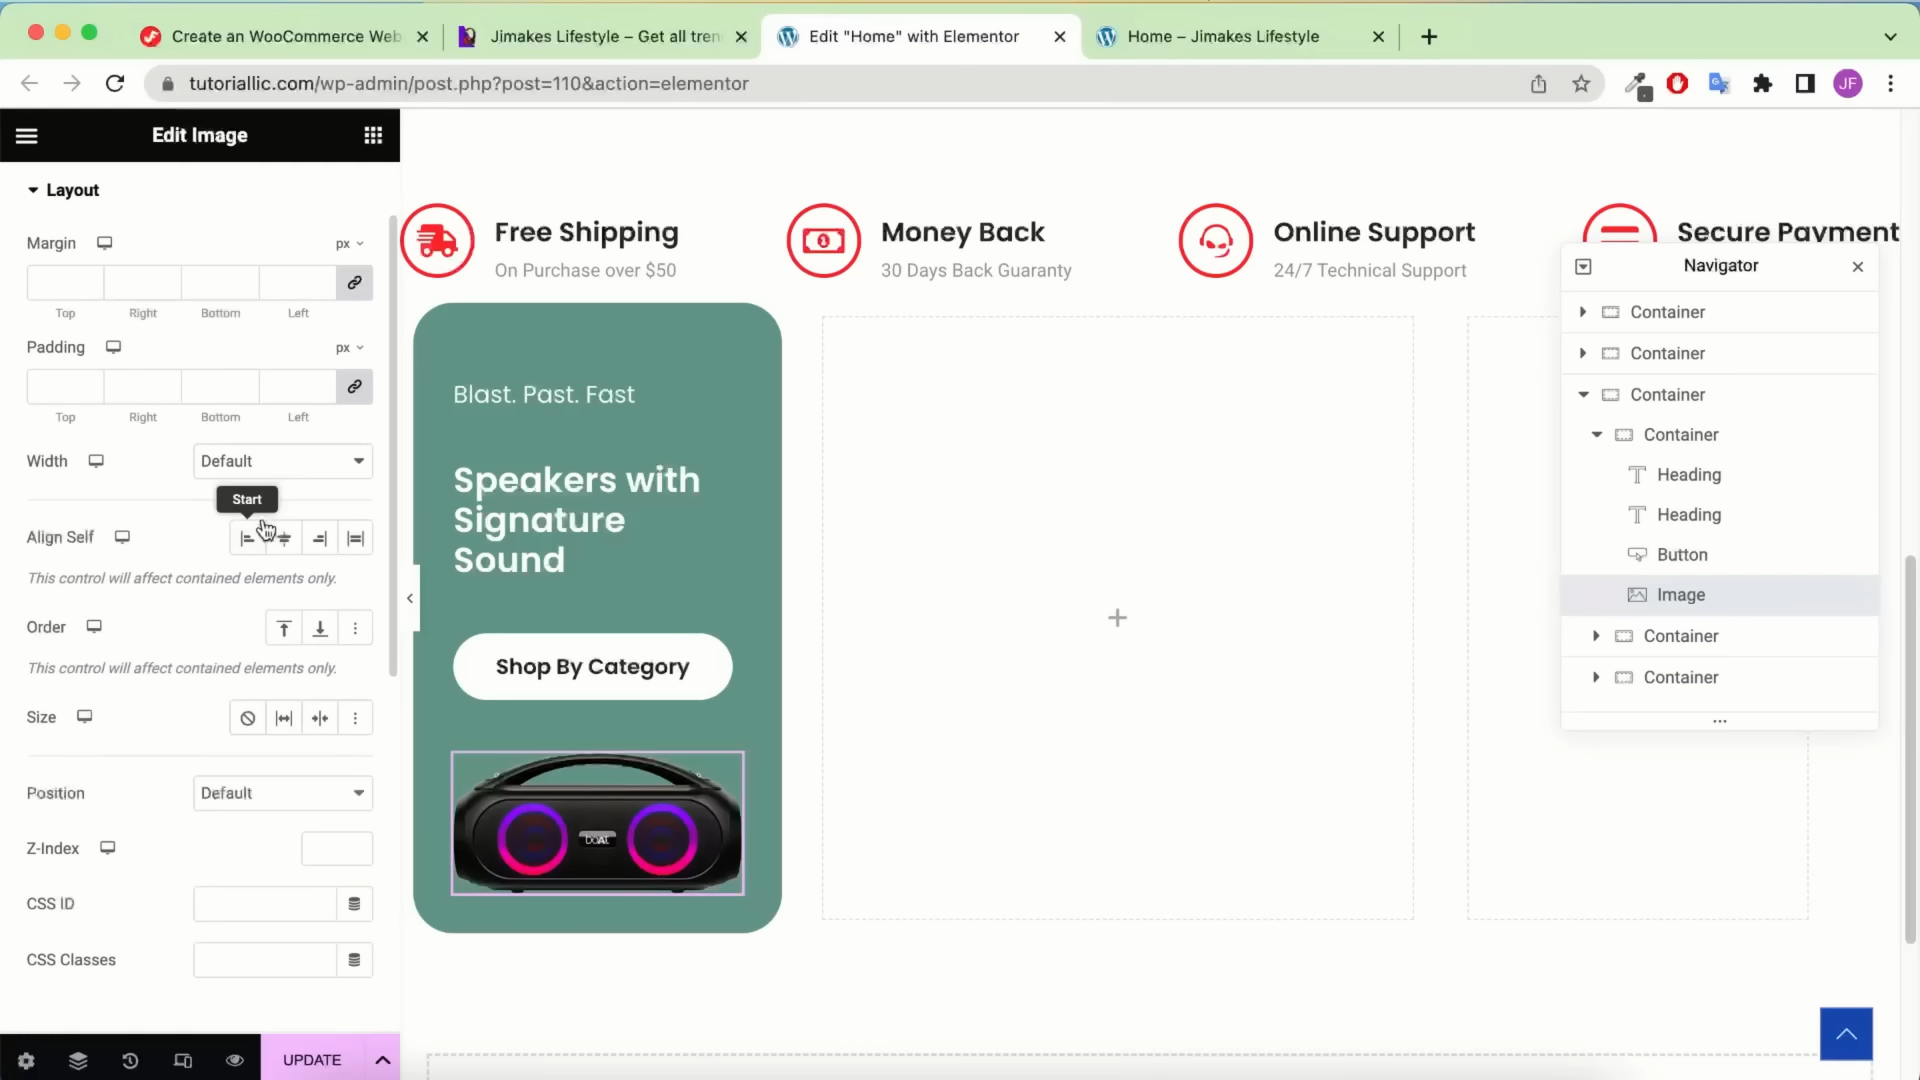 Create an WooCommerce Web
Jimakes Lifestyle – Get all tren
Edit "Home" with Elementor
Home – Jimakes Lifestyle
tutoriallic.com/wp-admin/post.php?post=110&action=elementor
JF
Edit Image
Layout
Margin
px
Top
Right
Bottom
Left
Padding
px
Top
Right
Bottom
Left
Width
Default
Start
Align Self
This control will affect contained elements only.
Order
This control will affect contained elements only.
Size
Position
Default
Z-Index
CSS ID
CSS Classes
UPDATE
Free Shipping
On Purchase over $50
Money Back
30 Days Back Guaranty
Online Support
24/7 Technical Support
Secure Payment
Blast. Past. Fast
Speakers with
Signature
Sound
Shop By Category
Navigator
Container
Container
Container
Container
Heading
Heading
Button
Image
Container
Container